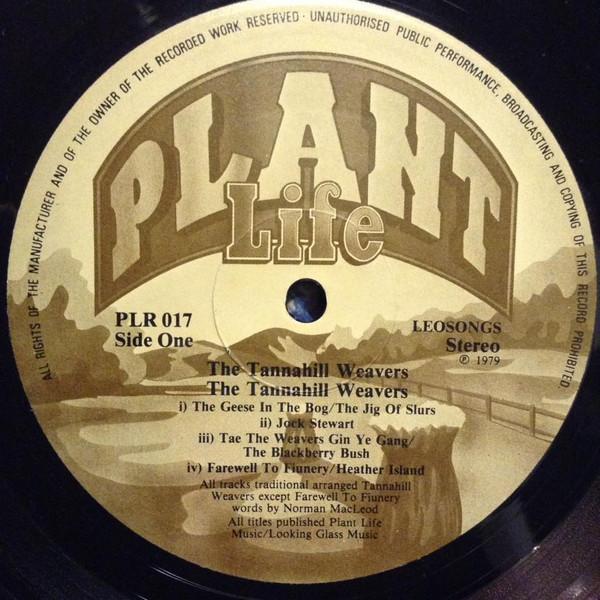 ALL RIGHTS OF THE MANUFACTURER AND OF THE OWNER OF THE RECORDED WORK RESERVED · UNAUTHORISED PUBLIC PERFORMANCE, BROADCASTING AND COPYING OF THIS RECORD PROHIBITED
PLANT
Life
PLR 017
Side One
LEOSONGS
Stereo
℗ 1979
The Tannahill Weavers
The Tannahill Weavers
i) The Geese In The Bog/The Jig Of Slurs
ii) Jock Stewart
iii) Tae The Weavers Gin Ye Gang/
The Blackberry Bush
iv) Farewell To Fiunery/Heather Island
All tracks traditional arranged Tannahill
Weavers except Farewell To Fiunery
words by Norman MacLeod
All titles published Plant Life
Music/Looking Glass Music